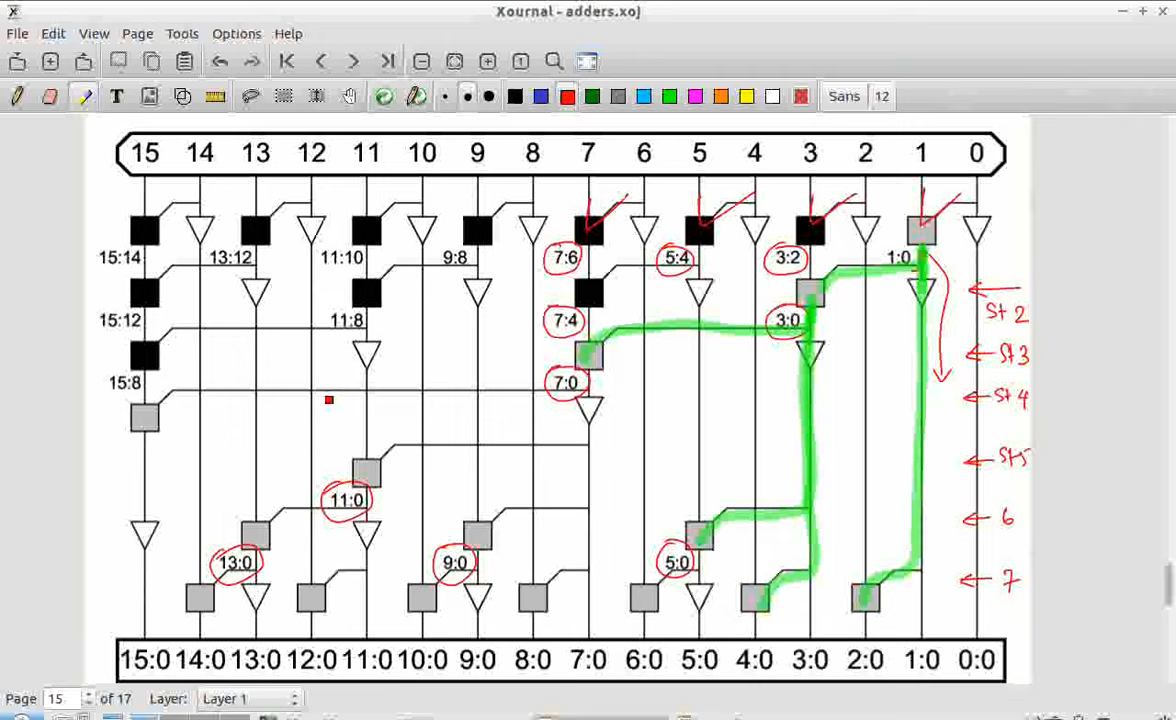 Xournal - adders.xoj
File Edit View Page Tools Options Help
T Sans 12
15 14 13 12 11 10 9 8 7 6 5 4 3 2 1 0
15:14 13:12 11:10 9:8 7:6 5:4 3:2 1:0
St 2
15:12 11:8 7:4 3:0
St3
15:8 7:0
St 4
St5
11:0
6
13:0 9:0 5:0
7
15:0 14:0 13:0 12:0 11:0 10:0 9:0 8:0 7:0 6:0 5:0 4:0 3:0 2:0 1:0 0:0
Page 15 of 17 Layer: Layer 1